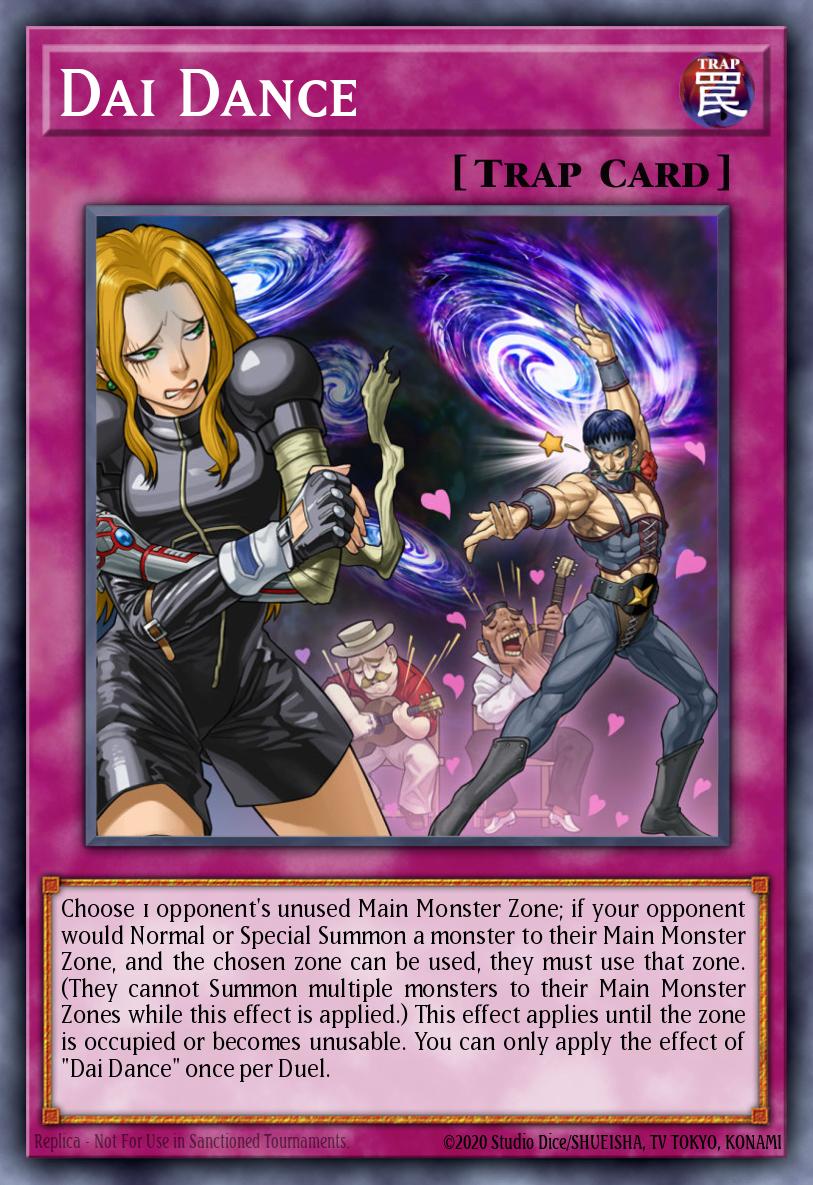 Dai Dance
TRAP
罠
[Trap Card]
Choose 1 opponent's unused Main Monster Zone; if your opponent
would Normal or Special Summon a monster to their Main Monster
Zone, and the chosen zone can be used, they must use that zone.
(They cannot Summon multiple monsters to their Main Monster
Zones while this effect is applied.) This effect applies until the zone
is occupied or becomes unusable. You can only apply the effect of
"Dai Dance" once per Duel.
Replica - Not For Use in Sanctioned Tournaments.
©2020 Studio Dice/SHUEISHA, TV TOKYO, KONAMI